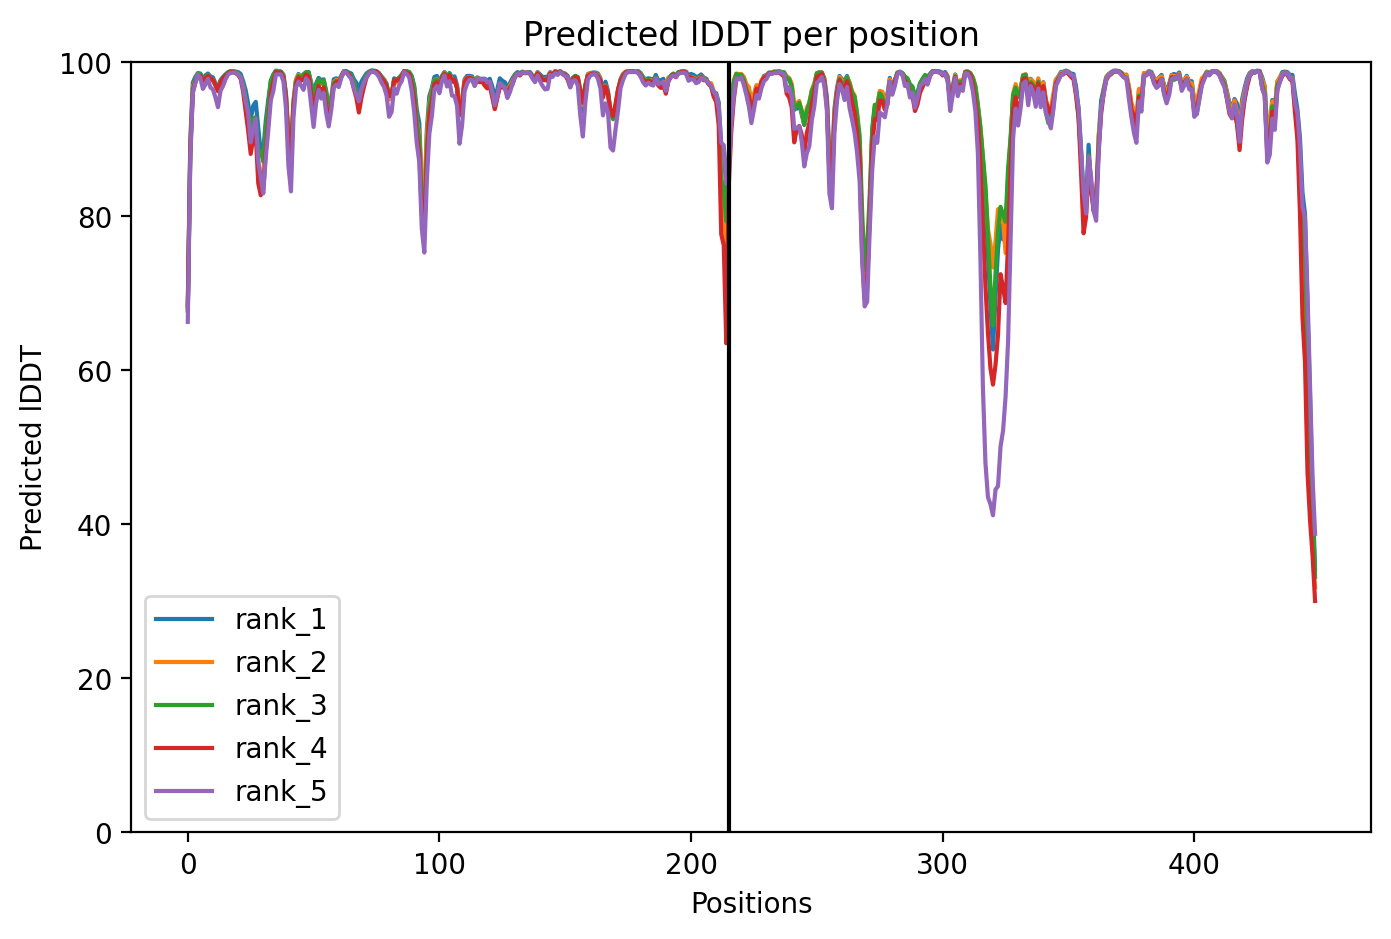 Predicted lDDT per position
100
80
60
40
20
0
Predicted lDDT
rank_1
rank_2
rank_3
rank_4
rank_5
0 100 200 300 400
Positions